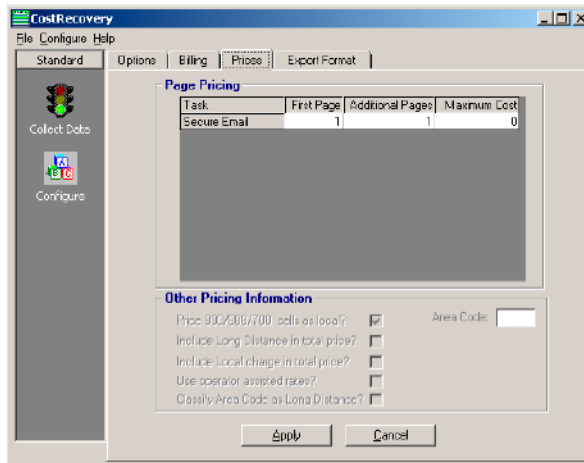 CostRecovery
File Configure Help
Standard Options Billing Prices Export Format
Page Pricing
Task First Page Additional Pages Maximum Cost
Secure Email 1 1 0
Collect Data
A
B C
Configure
Other Pricing Information
Price 800/888/700 calls as local? Area Code:
Include Long Distance in total price?
Include Local charge in total price?
Use operator assisted rates?
Classify Area Code as Long Distance?
Apply Cancel